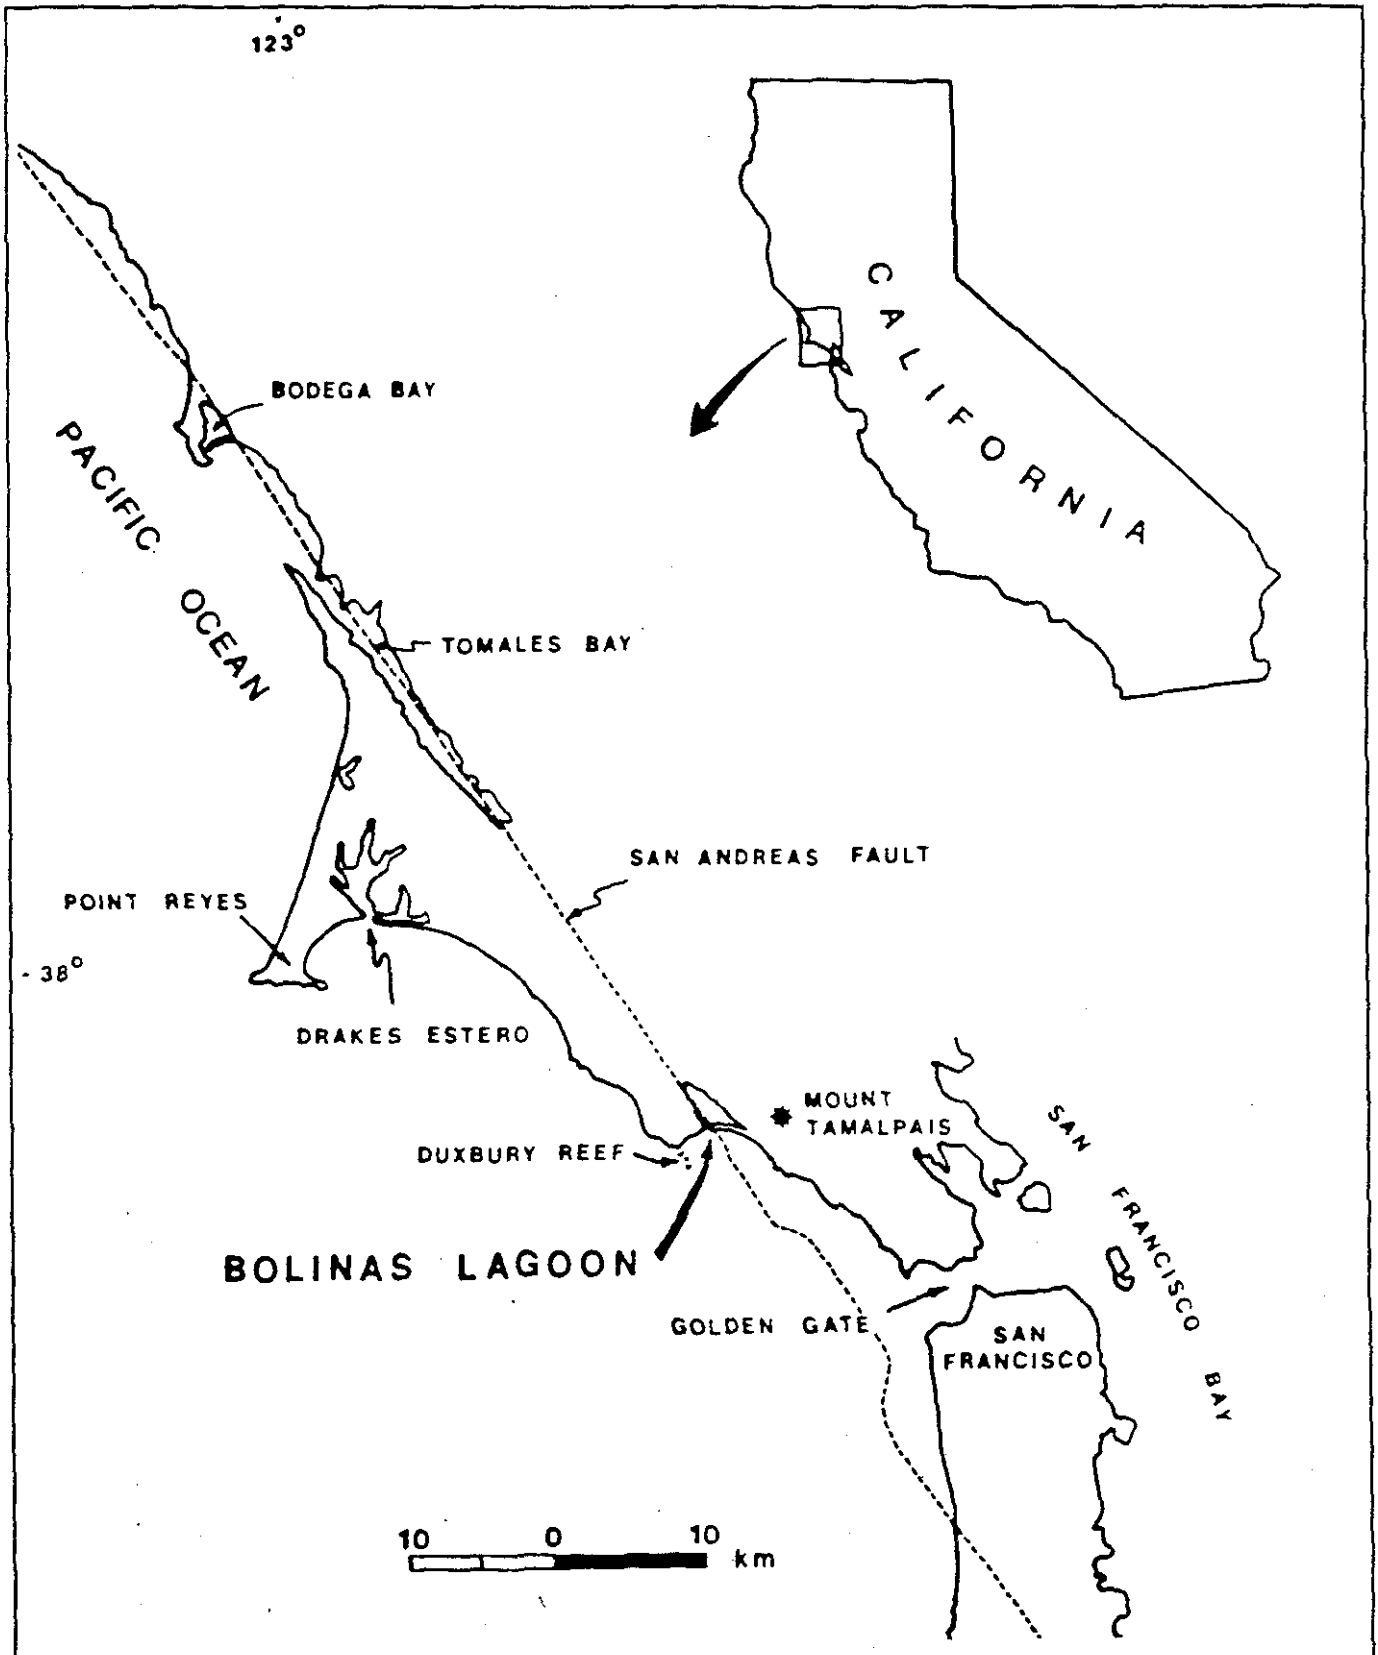 123°
CALIFORNIA
BODEGA BAY
PACIFIC OCEAN
TOMALES BAY
SAN ANDREAS FAULT
POINT REYES
- 38°
DRAKES ESTERO
MOUNT
TAMALPAIS
SAN FRANCISCO BAY
DUXBURY REEF
BOLINAS LAGOON
GOLDEN GATE
SAN
FRANCISCO
10 0 10
km